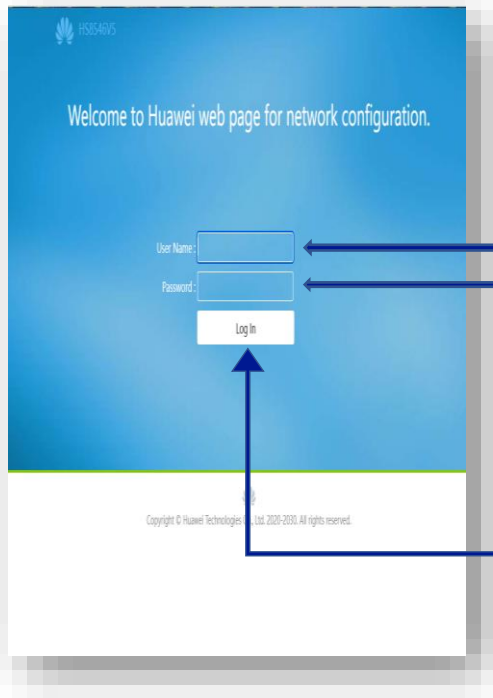 HS8546V5
Welcome to Huawei web page for network configuration.
User Name :
Password :
Log In
Copyright © Huawei Technologies Co., Ltd. 2020-2030. All rights reserved.